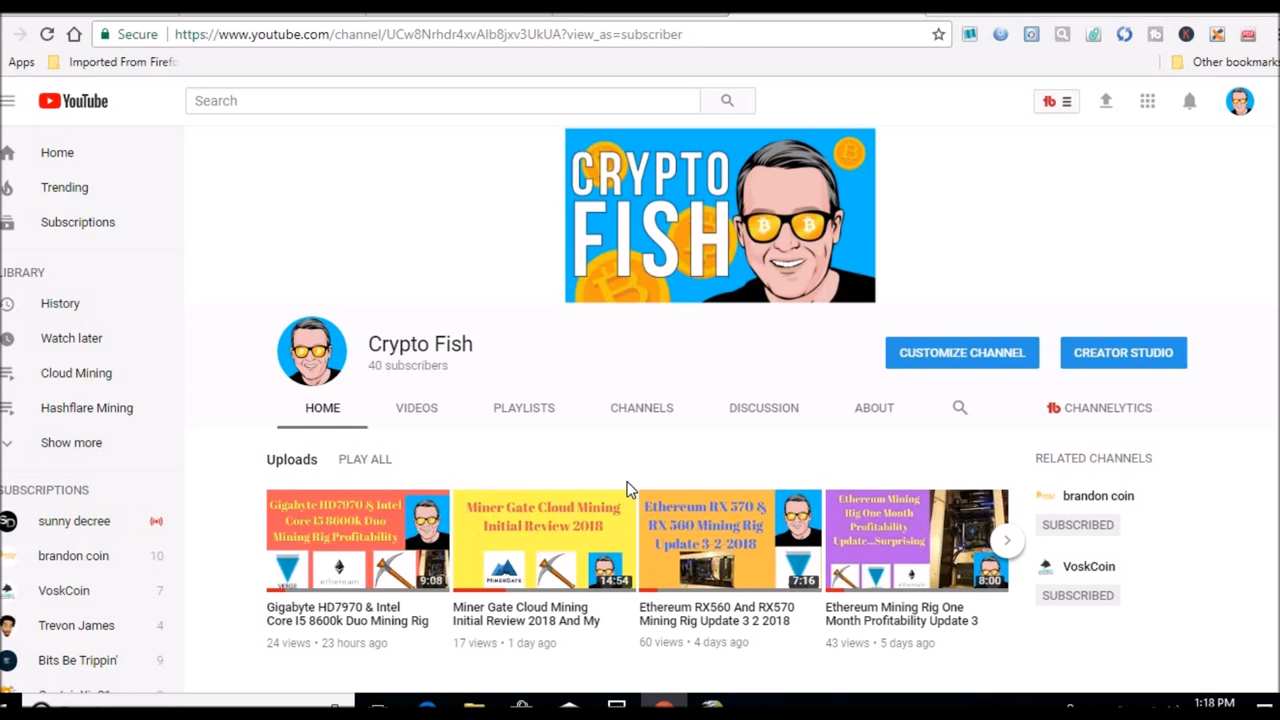 Secure https://www.youtube.com/channel/UCw8Nrhdr4xvAlb8jxv3UkUA?view_as=subscriber
Apps Imported From Firefo Other bookmarks
YouTube Search
Home
Trending
Subscriptions
LIBRARY
History
Watch later
Cloud Mining
Hashflare Mining
Show more
SUBSCRIPTIONS
sunny decree
brandon coin 10
VoskCoin 7
Trevon James 4
Bits Be Trippin' 9
CRYPTO
FISH
Crypto Fish
40 subscribers
CUSTOMIZE CHANNEL CREATOR STUDIO
HOME VIDEOS PLAYLISTS CHANNELS DISCUSSION ABOUT CHANNELYTICS
Uploads PLAY ALL
Gigabyte HD7970 &
Intel
Core I5 8600k Duo
Mining Rig Profitability
VERGE
ethereum
9:08
Gigabyte HD7970 & Intel
Core I5 8600k Duo Mining Rig
24 views • 23 hours ago
Miner Gate Cloud Mining
Initial Review 2018
MINERGATE
14:54
Miner Gate Cloud Mining
Initial Review 2018 And My
17 views • 1 day ago
Ethereum RX 570 &
RX 560 Mining Rig
Update 3-2-2018
7:16
Ethereum RX560 And RX570
Mining Rig Update 3 2 2018
60 views • 4 days ago
Ethereum Mining
Rig One Month
Profitability
Update...Surprising
8:00
Ethereum Mining Rig One
Month Profitability Update 3
43 views • 5 days ago
RELATED CHANNELS
brandon coin
SUBSCRIBED
VoskCoin
SUBSCRIBED
1:18 PM